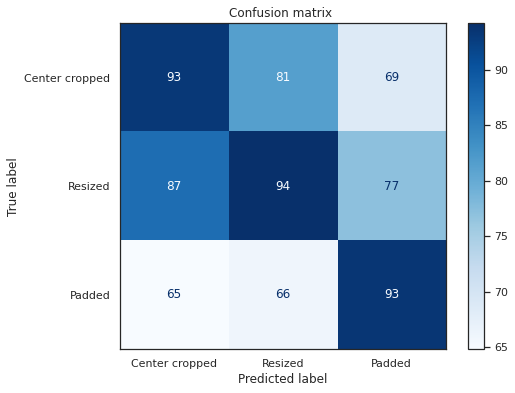 Confusion matrix
True label
Center cropped
93
81
69
Resized
87
94
77
Padded
65
66
93
Center cropped
Resized
Padded
Predicted label
90
85
80
75
70
65